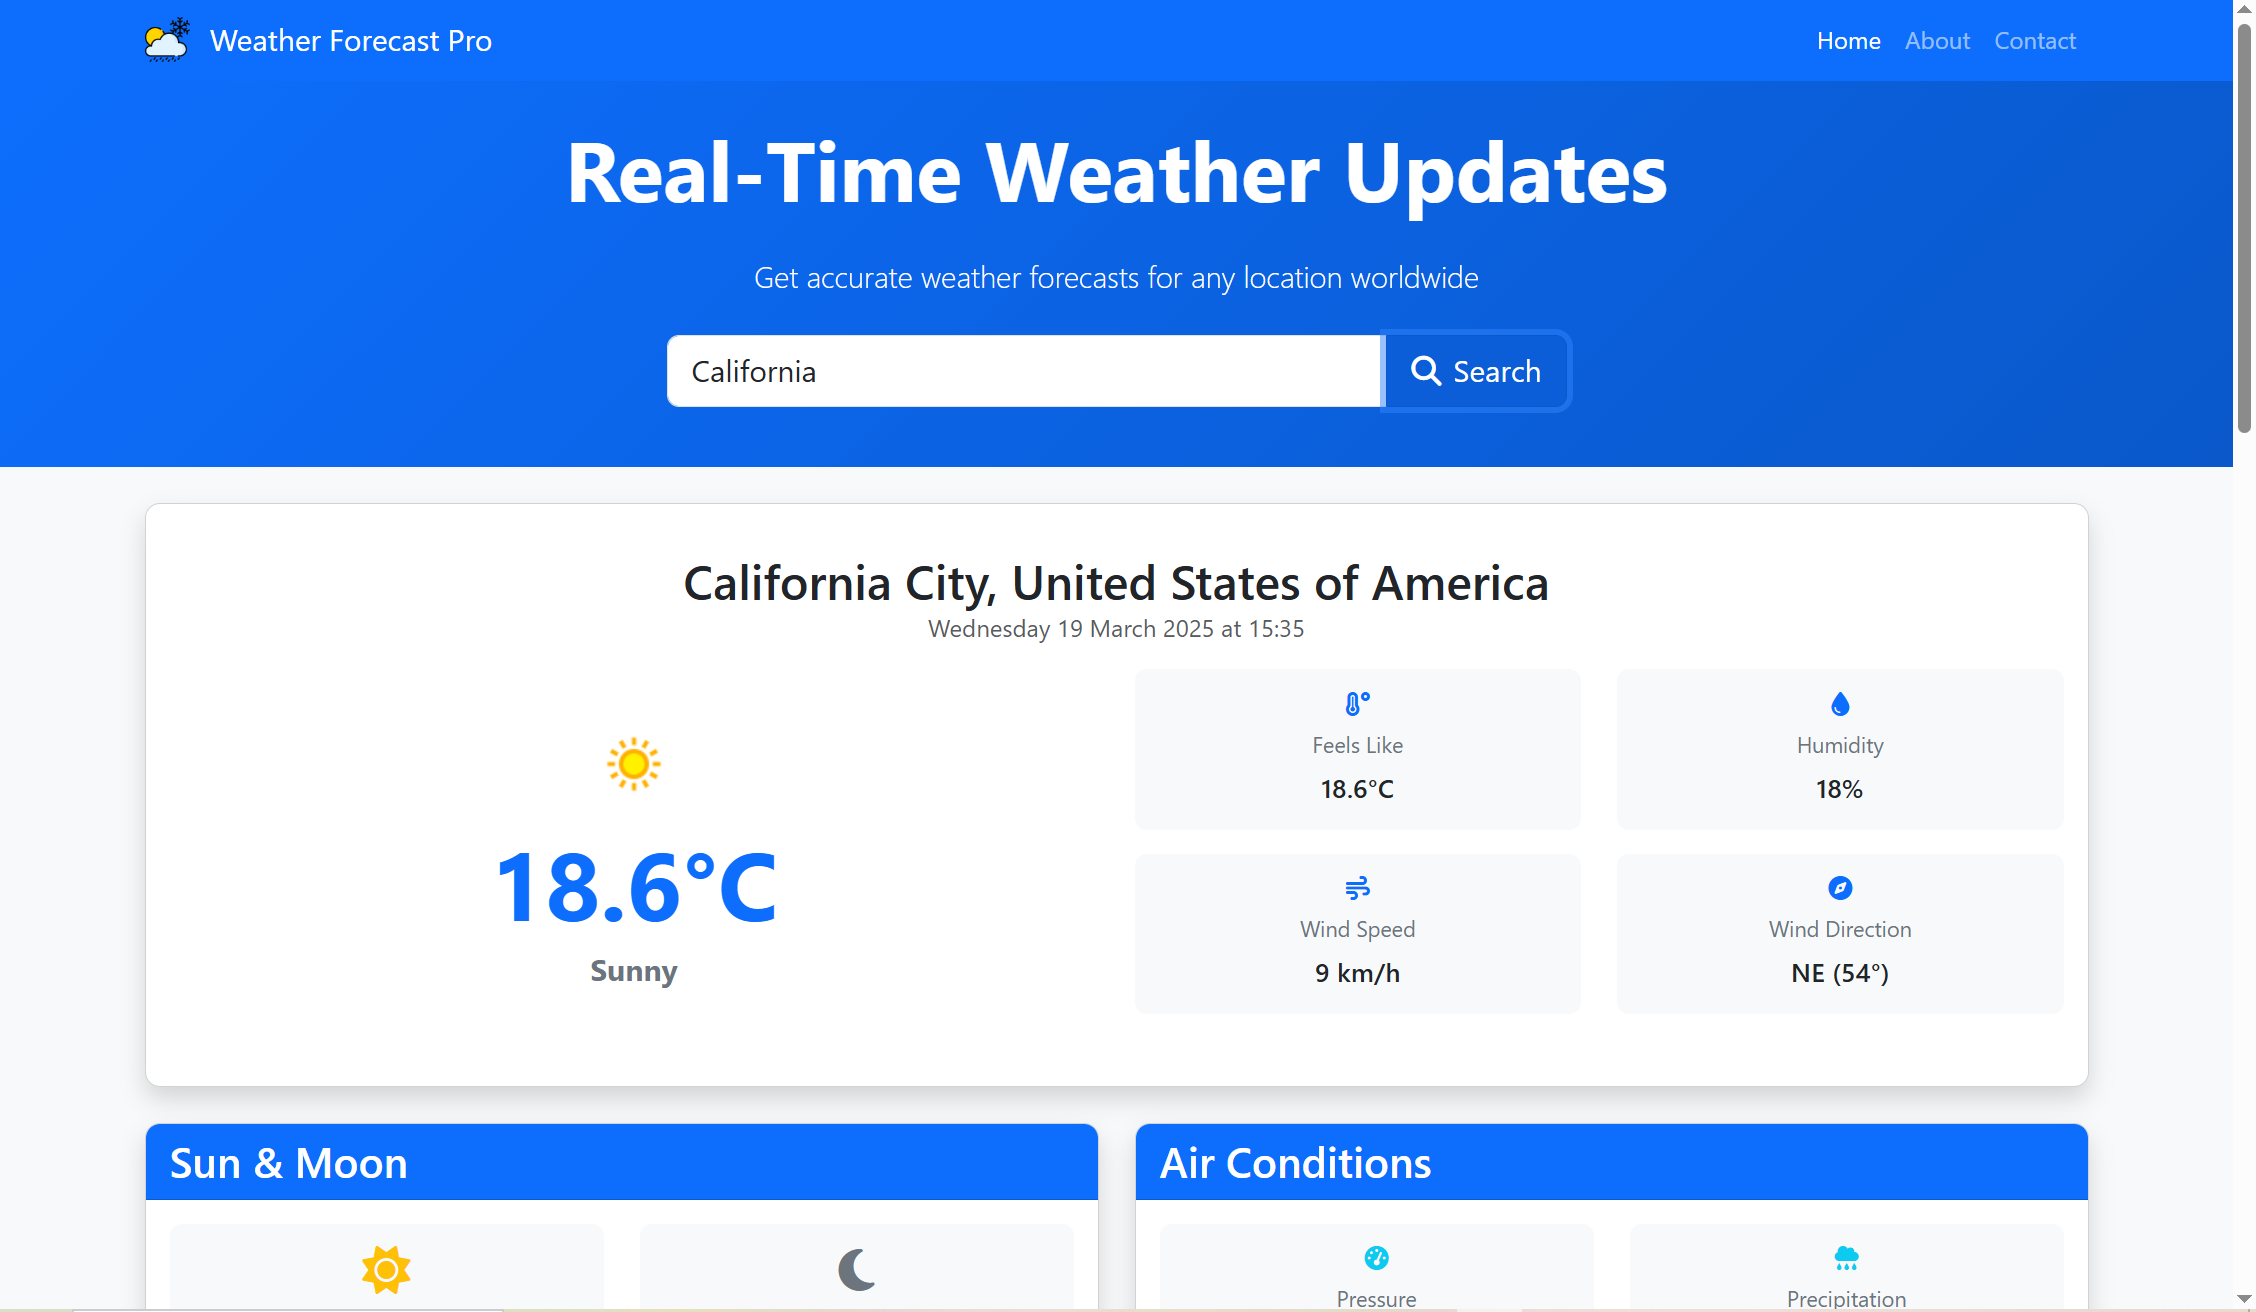 Weather Forecast Pro
Home About Contact
Real-Time Weather Updates
Get accurate weather forecasts for any location worldwide
California
Search
California City, United States of America
Wednesday 19 March 2025 at 15:35
18.6°C
Sunny
Feels Like
18.6°C
Humidity
18%
Wind Speed
9 km/h
Wind Direction
NE (54°)
Sun & Moon
Air Conditions
Pressure
Precipitation